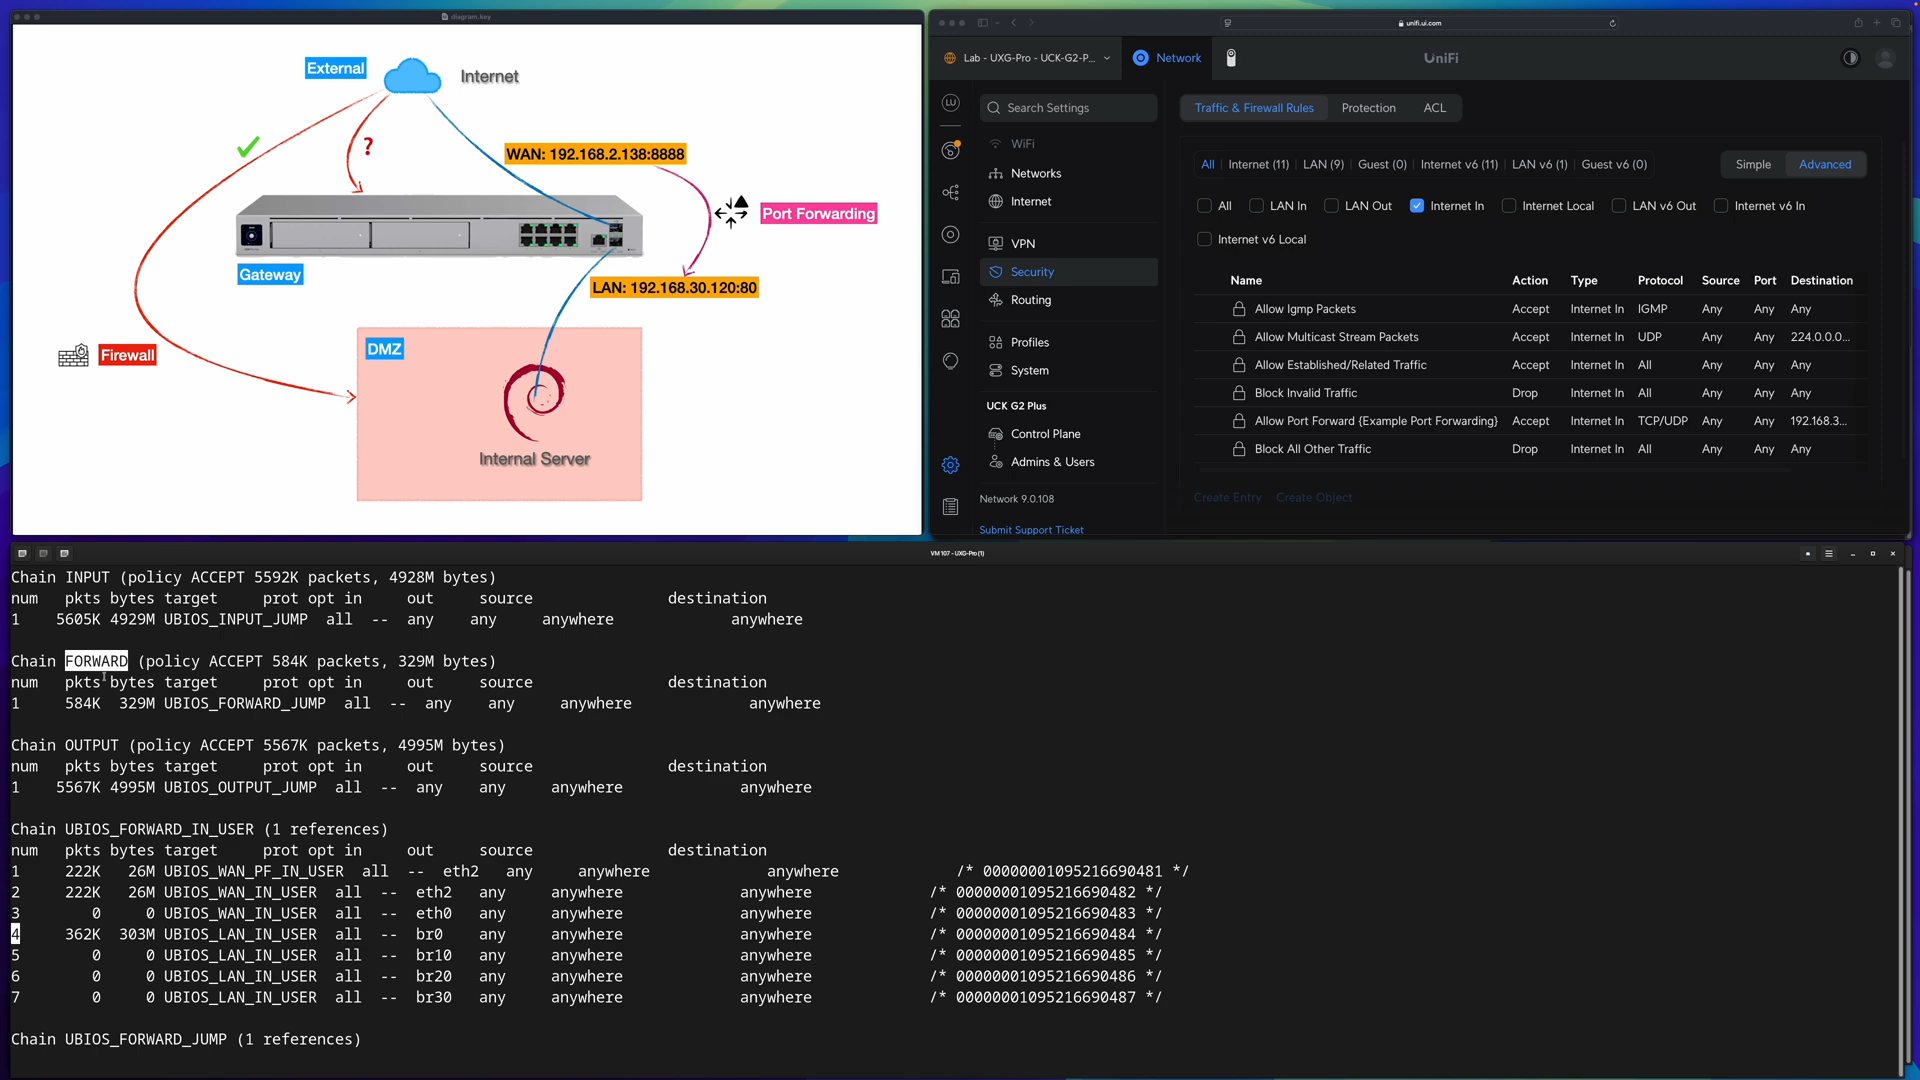 diagram.key
External
Internet
?
WAN: 192.168.2.138:8888
Port Forwarding
Gateway
LAN: 192.168.30.120:80
DMZ
Firewall
Internal Server
unifi.ui.com
Lab - UXG-Pro - UCK-G2-P...
Network
UniFi
LU
Search Settings
WiFi
Networks
Internet
VPN
Security
Routing
Profiles
System
UCK G2 Plus
Control Plane
Admins & Users
Network 9.0.108
Submit Support Ticket
Traffic & Firewall Rules Protection ACL
All Internet (11) LAN (9) Guest (0) Internet v6 (11) LAN v6 (1) Guest v6 (0) Simple Advanced
All LAN In LAN Out Internet In Internet Local LAN v6 Out Internet v6 In
Internet v6 Local
Name Action Type Protocol Source Port Destination
Allow Igmp Packets Accept Internet In IGMP Any Any Any
Allow Multicast Stream Packets Accept Internet In UDP Any Any 224.0.0.0...
Allow Established/Related Traffic Accept Internet In All Any Any Any
Block Invalid Traffic Drop Internet In All Any Any Any
Allow Port Forward {Example Port Forwarding} Accept Internet In TCP/UDP Any Any 192.168.3...
Block All Other Traffic Drop Internet In All Any Any Any
Create Entry Create Object
VM 107 - UXG-Pro (1)
Chain INPUT (policy ACCEPT 5592K packets, 4928M bytes)
num pkts bytes target prot opt in out source destination
1 5605K 4929M UBIOS_INPUT_JUMP all -- any any anywhere anywhere
Chain FORWARD (policy ACCEPT 584K packets, 329M bytes)
num pkts bytes target prot opt in out source destination
1 584K 329M UBIOS_FORWARD_JUMP all -- any any anywhere anywhere
Chain OUTPUT (policy ACCEPT 5567K packets, 4995M bytes)
num pkts bytes target prot opt in out source destination
1 5567K 4995M UBIOS_OUTPUT_JUMP all -- any any anywhere anywhere
Chain UBIOS_FORWARD_IN_USER (1 references)
num pkts bytes target prot opt in out source destination
1 222K 26M UBIOS_WAN_PF_IN_USER all -- eth2 any anywhere anywhere /* 00000001095216690481 */
2 222K 26M UBIOS_WAN_IN_USER all -- eth2 any anywhere anywhere /* 00000001095216690482 */
3 0 0 UBIOS_WAN_IN_USER all -- eth0 any anywhere anywhere /* 00000001095216690483 */
4 362K 303M UBIOS_LAN_IN_USER all -- br0 any anywhere anywhere /* 00000001095216690484 */
5 0 0 UBIOS_LAN_IN_USER all -- br10 any anywhere anywhere /* 00000001095216690485 */
6 0 0 UBIOS_LAN_IN_USER all -- br20 any anywhere anywhere /* 00000001095216690486 */
7 0 0 UBIOS_LAN_IN_USER all -- br30 any anywhere anywhere /* 00000001095216690487 */
Chain UBIOS_FORWARD_JUMP (1 references)